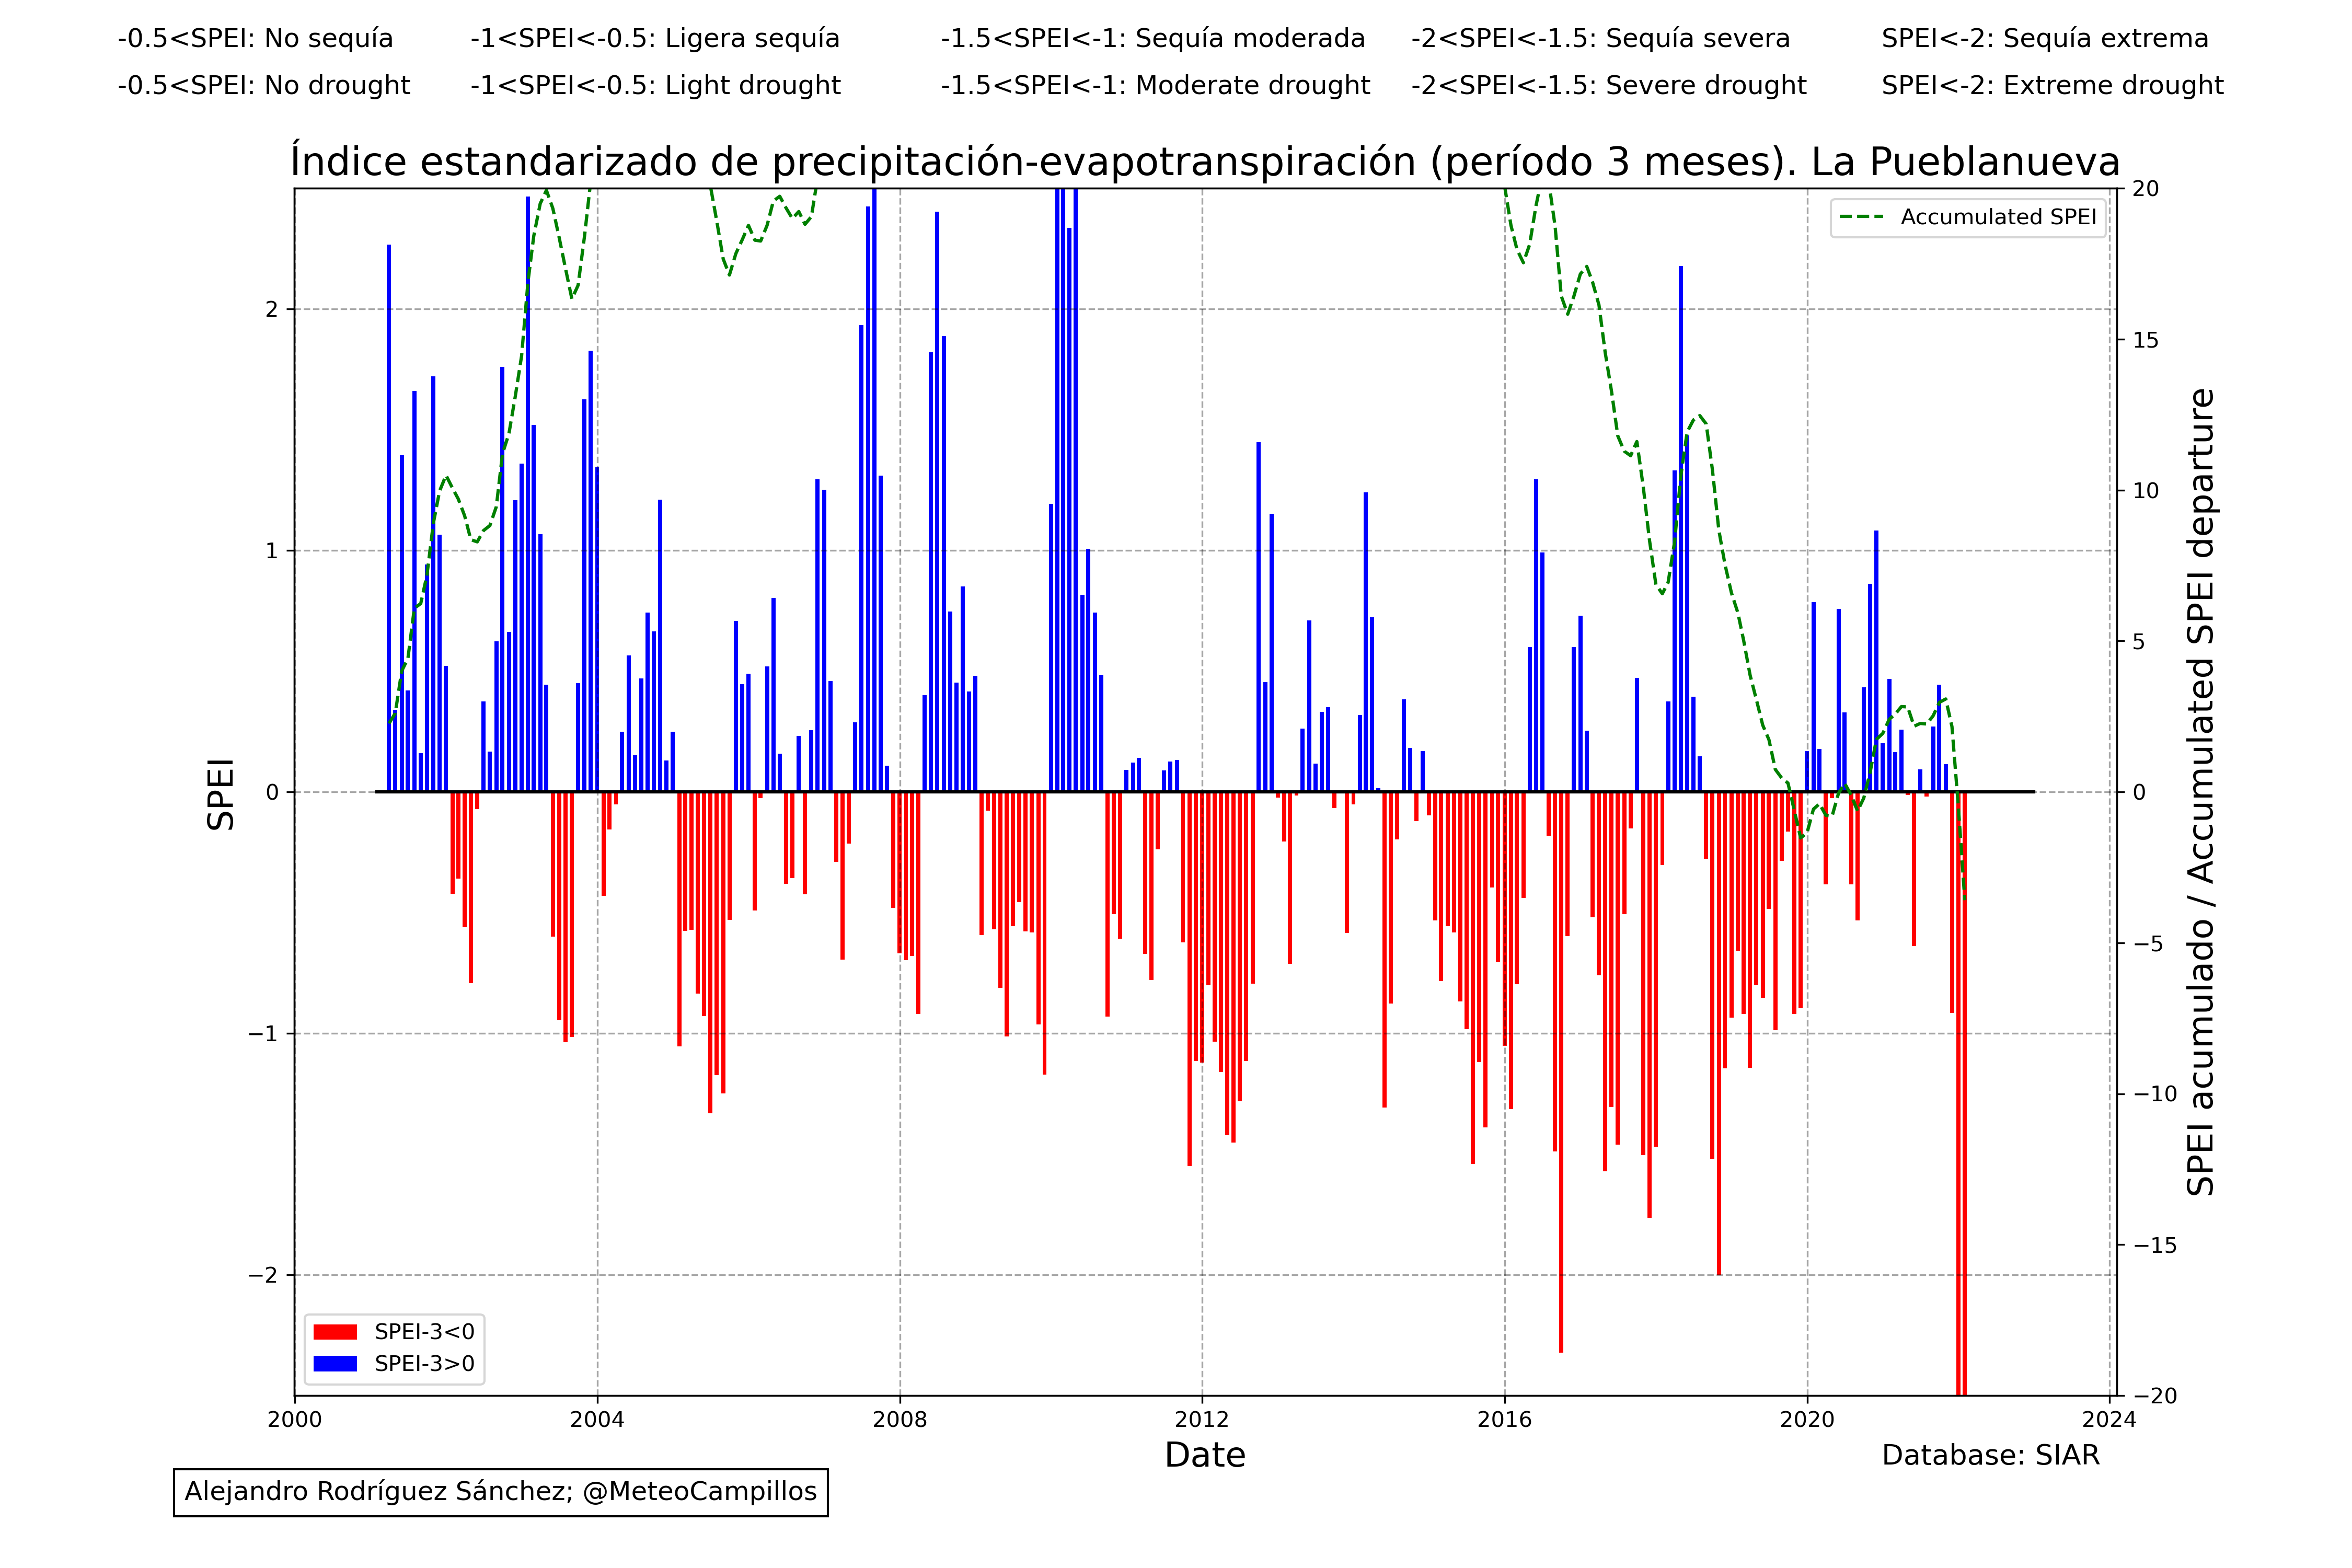 -0.5<SPEI: No sequía -1<SPEI<-0.5: Ligera sequía -1.5<SPEI<-1: Sequía moderada -2<SPEI<-1.5: Sequía severa SPEI<-2: Sequía extrema
-0.5<SPEI: No drought -1<SPEI<-0.5: Light drought -1.5<SPEI<-1: Moderate drought -2<SPEI<-1.5: Severe drought SPEI<-2: Extreme drought
Índice estandarizado de precipitación-evapotranspiración (período 3 meses). La Pueblanueva
Accumulated SPEI
SPEI
2
1
0
−1
−2
20
15
10
5
0
−5
−10
−15
−20
SPEI acumulado / Accumulated SPEI departure
SPEI-3<0
SPEI-3>0
2000 2004 2008 2012 2016 2020 2024
Date
Database: SIAR
Alejandro Rodríguez Sánchez; @MeteoCampillos